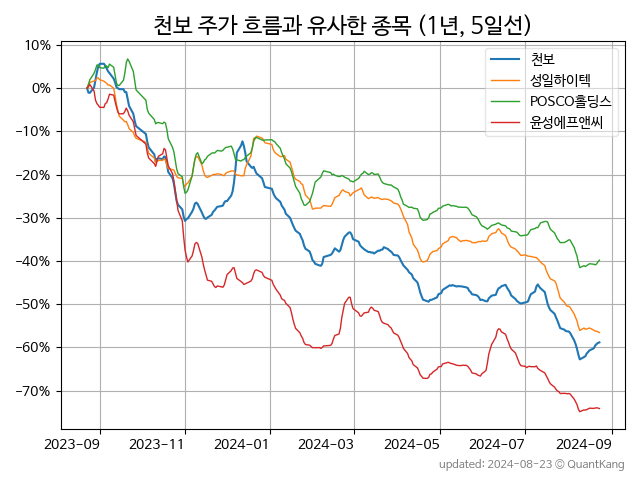 천보 주가 흐름과 유사한 종목 (1년, 5일선)
10%
0%
−10%
−20%
−30%
−40%
−50%
−60%
−70%
천보
성일하이텍
POSCO홀딩스
윤성에프앤씨
2023-09
2023-11
2024-01
2024-03
2024-05
2024-07
2024-09
updated: 2024-08-23 © QuantKang